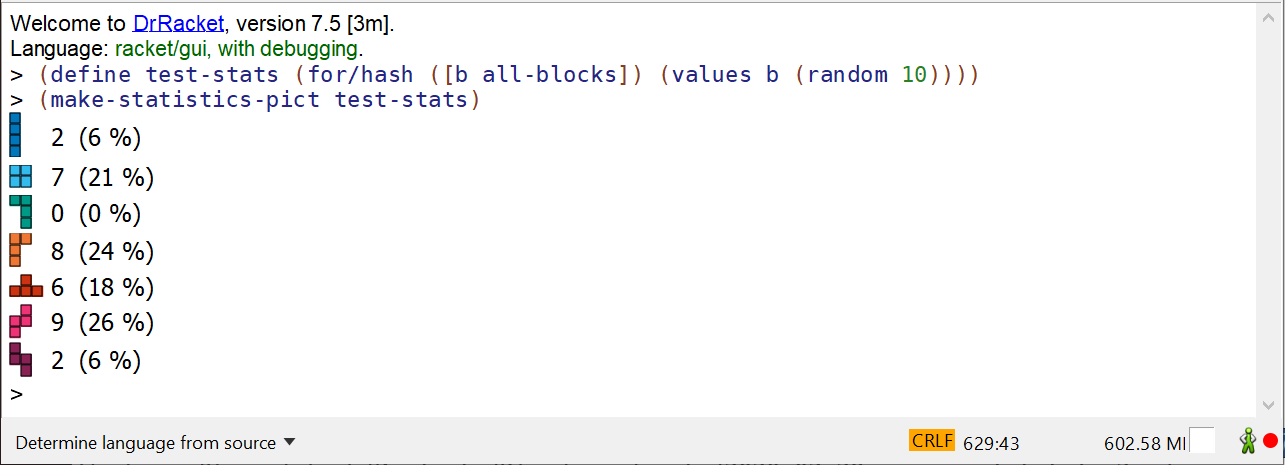 Welcome to DrRacket, version 7.5 [3m].
Language: racket/gui, with debugging.
> (define test-stats (for/hash ([b all-blocks]) (values b (random 10))))
> (make-statistics-pict test-stats)
2 (6 %)
7 (21 %)
0 (0 %)
8 (24 %)
6 (18 %)
9 (26 %)
2 (6 %)
>
Determine language from source CRLF 629:43 602.58